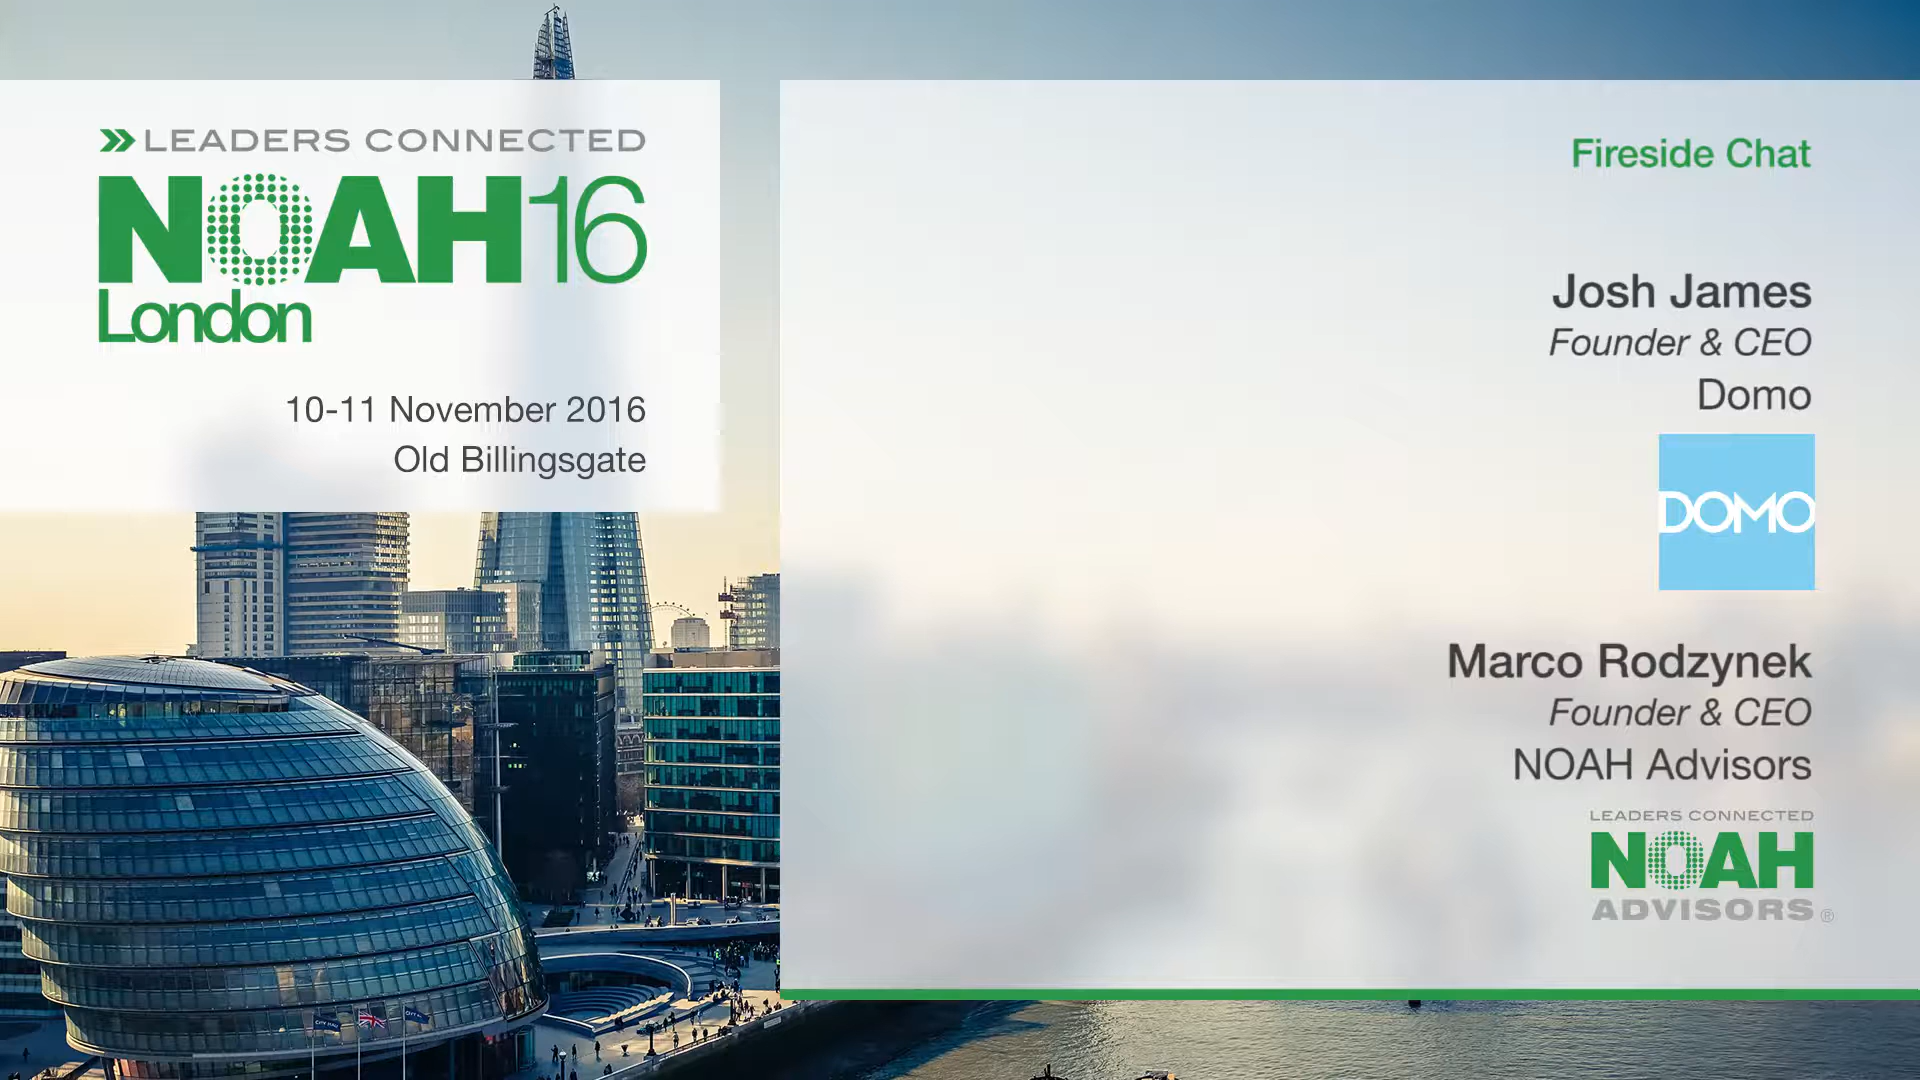 LEADERS CONNECTED
NOAH16
London
10-11 November 2016
Old Billingsgate
Fireside Chat
Josh James
Founder & CEO
Domo
DOMO
Marco Rodzynek
Founder & CEO
NOAH Advisors
LEADERS CONNECTED
NOAH
ADVISORS ®